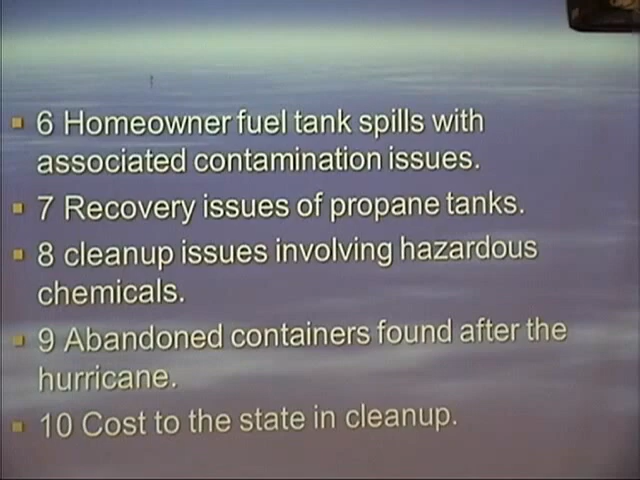 6 Homeowner fuel tank spills with
associated contamination issues.
7 Recovery issues of propane tanks.
8 cleanup issues involving hazardous
chemicals.
9 Abandoned containers found after the
hurricane.
10 Cost to the state in cleanup.